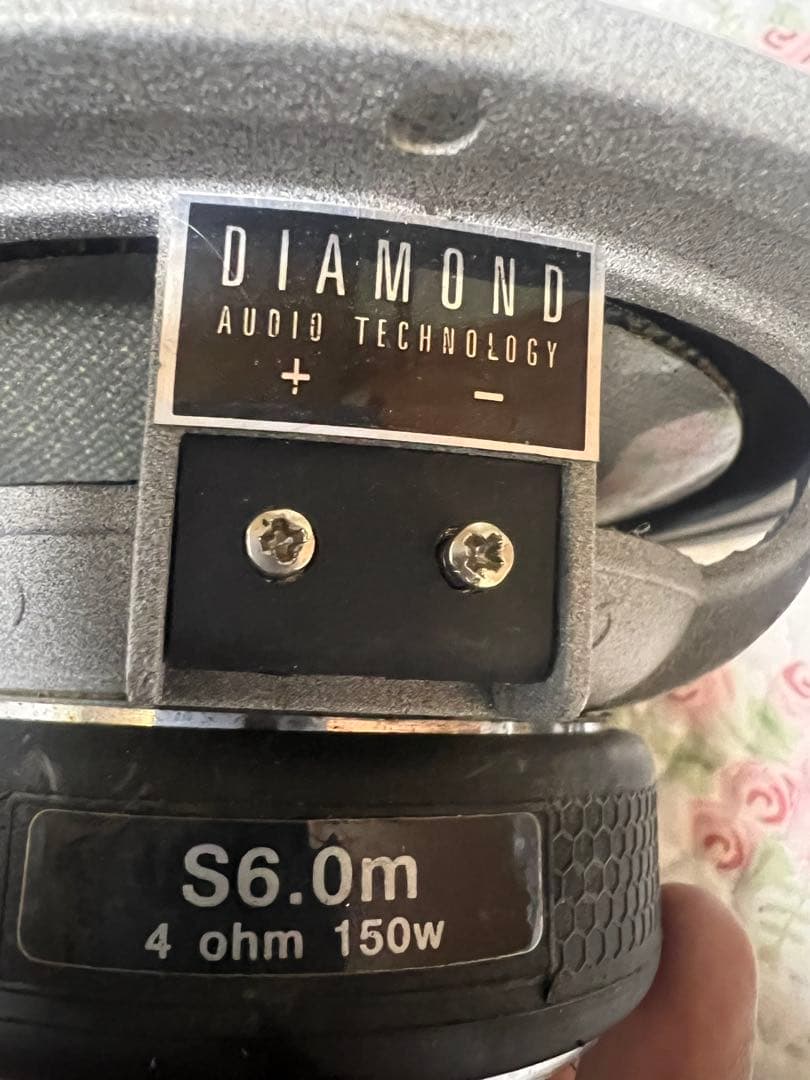 DIAMOND
AUDIO TECHNOLOGY
+ −
S6.0m
4 ohm 150w